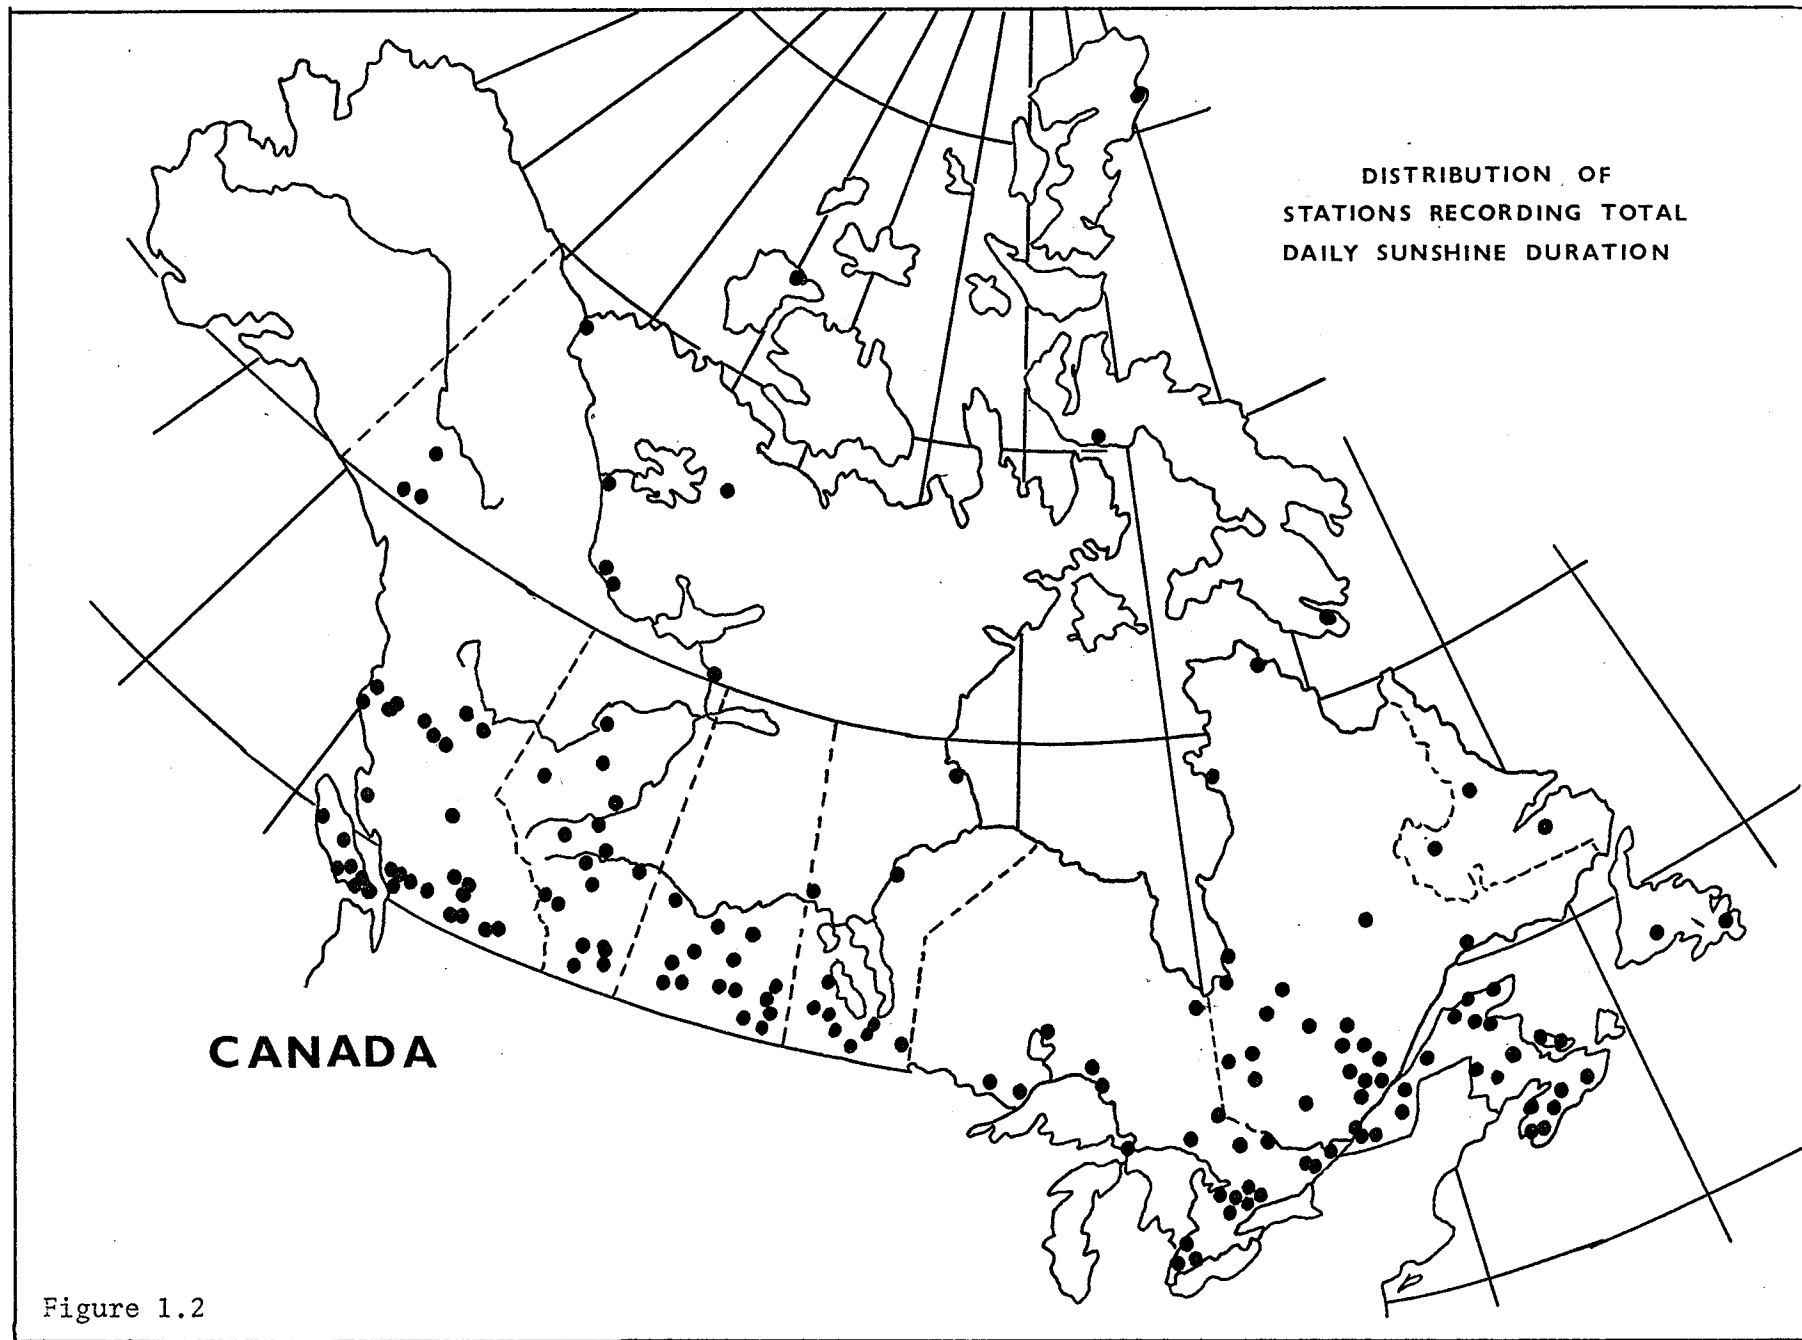 DISTRIBUTION OF
STATIONS RECORDING TOTAL
DAILY SUNSHINE DURATION
CANADA
Figure 1.2